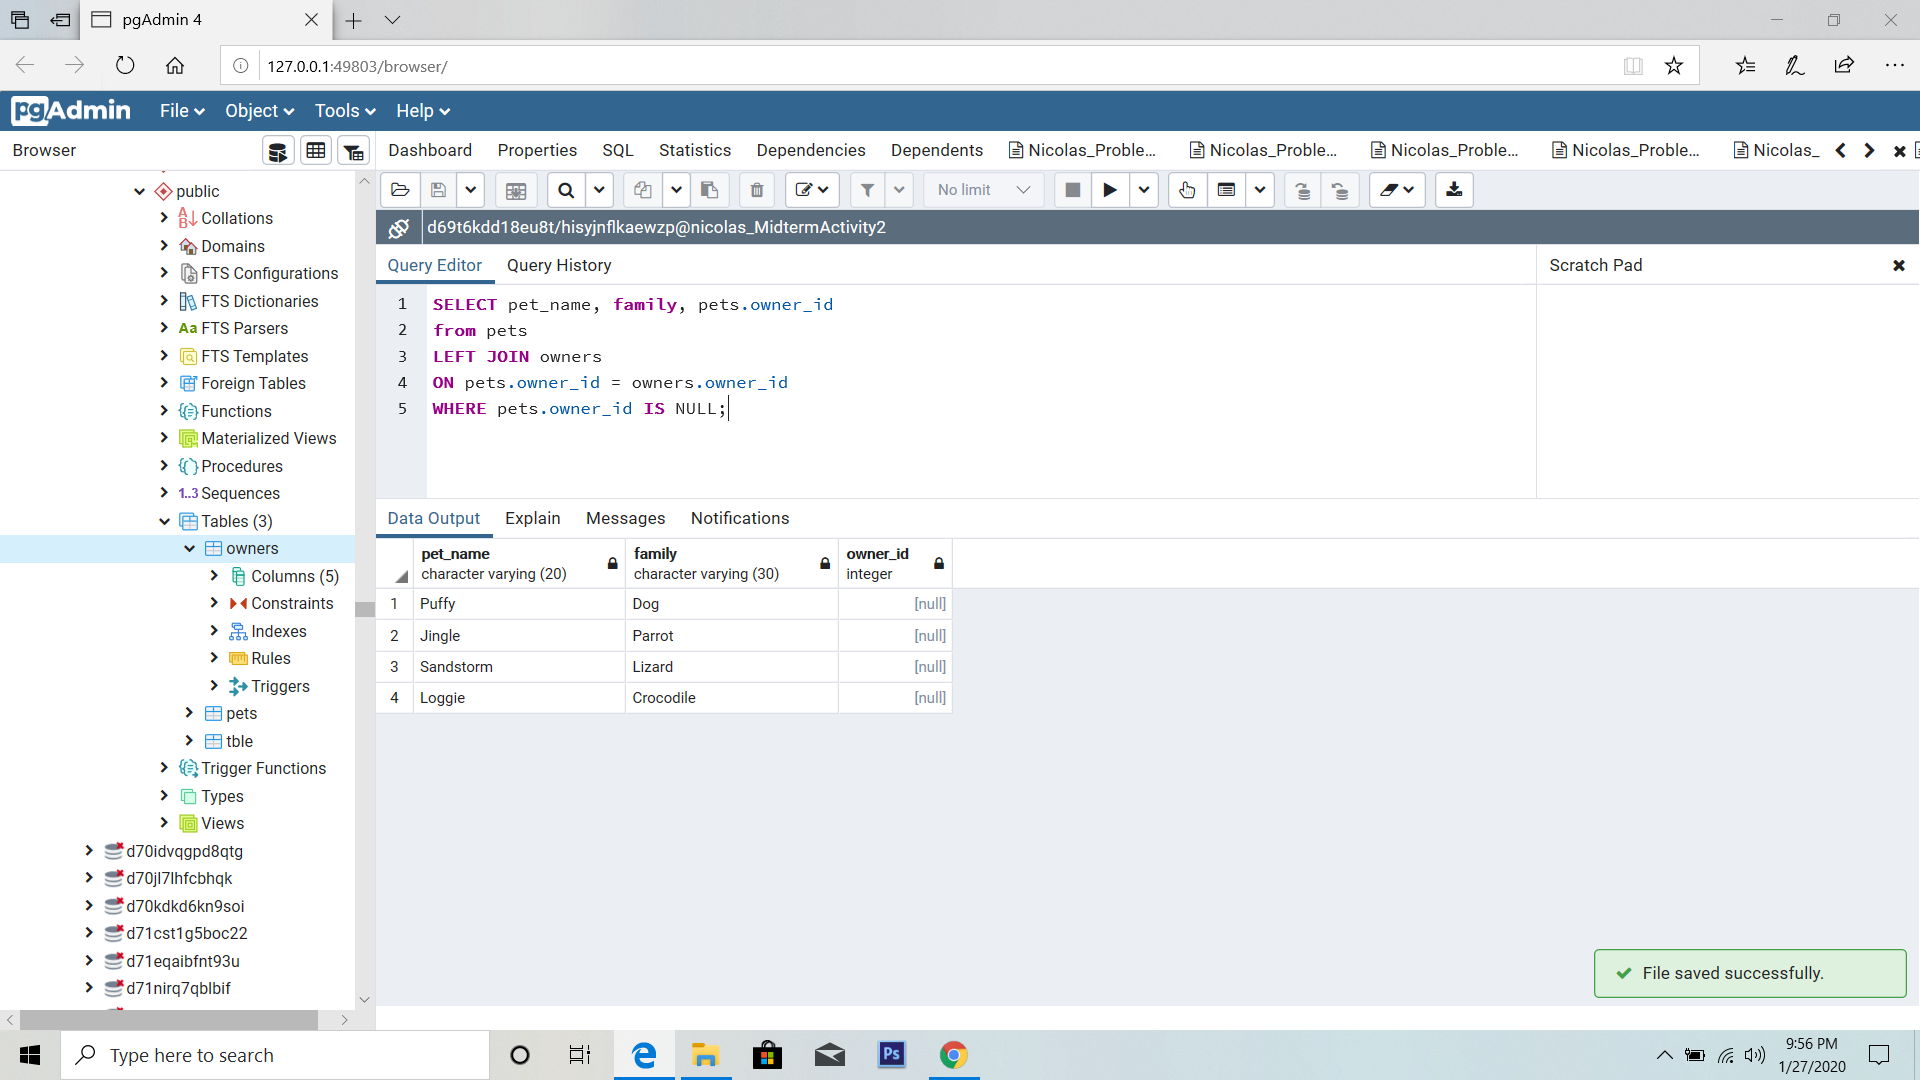 pgAdmin 4
127.0.0.1:49803/browser/
pgAdmin File Object Tools Help
Browser
Dashboard Properties SQL Statistics Dependencies Dependents Nicolas_Proble... Nicolas_Proble... Nicolas_Proble... Nicolas_Proble... Nicolas_
No limit
d69t6kdd18eu8t/hisyjnflkaewzp@nicolas_MidtermActivity2
Query Editor Query History
Scratch Pad
1 SELECT pet_name, family, pets.owner_id
2 from pets
3 LEFT JOIN owners
4 ON pets.owner_id = owners.owner_id
5 WHERE pets.owner_id IS NULL;
Data Output Explain Messages Notifications
pet_name family owner_id
character varying (20) character varying (30) integer
1 Puffy Dog [null]
2 Jingle Parrot [null]
3 Sandstorm Lizard [null]
4 Loggie Crocodile [null]
public
Collations
Domains
FTS Configurations
FTS Dictionaries
Aa FTS Parsers
FTS Templates
Foreign Tables
Functions
Materialized Views
Procedures
1..3 Sequences
Tables (3)
owners
Columns (5)
Constraints
Indexes
Rules
Triggers
pets
tble
Trigger Functions
Types
Views
d70idvqgpd8qtg
d70jl7lhfcbhqk
d70kdkd6kn9soi
d71cst1g5boc22
d71eqaibfnt93u
d71nirq7qblbif
File saved successfully.
Type here to search
Ps
9:56 PM
1/27/2020